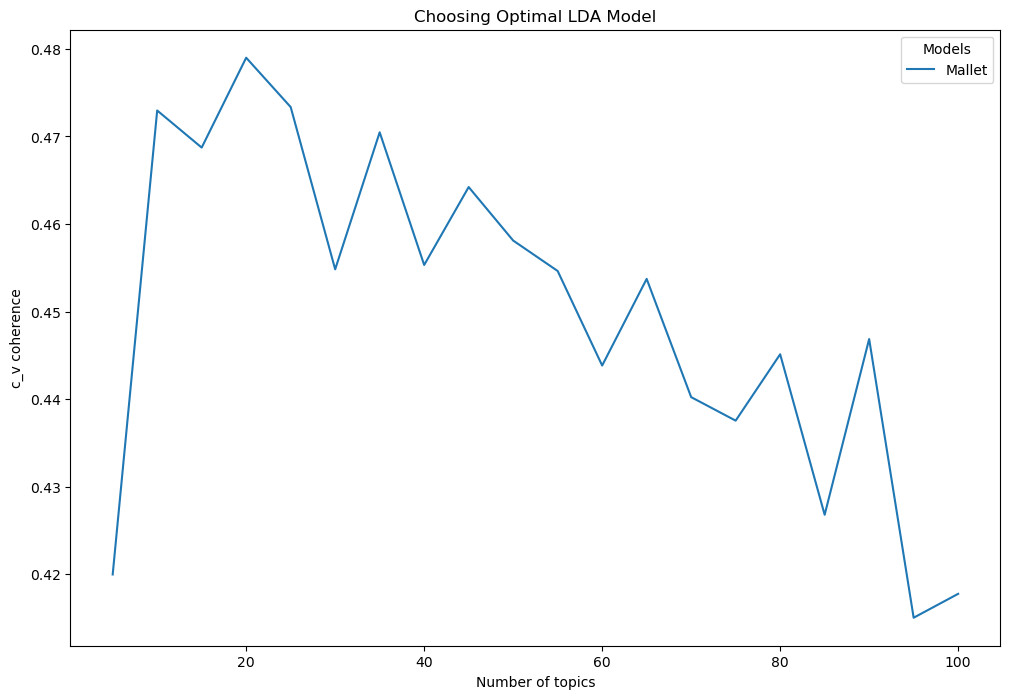 Choosing Optimal LDA Model
Models
Mallet
0.48
0.47
0.46
0.45
0.44
0.43
0.42
c_v coherence
20 40 60 80 100
Number of topics